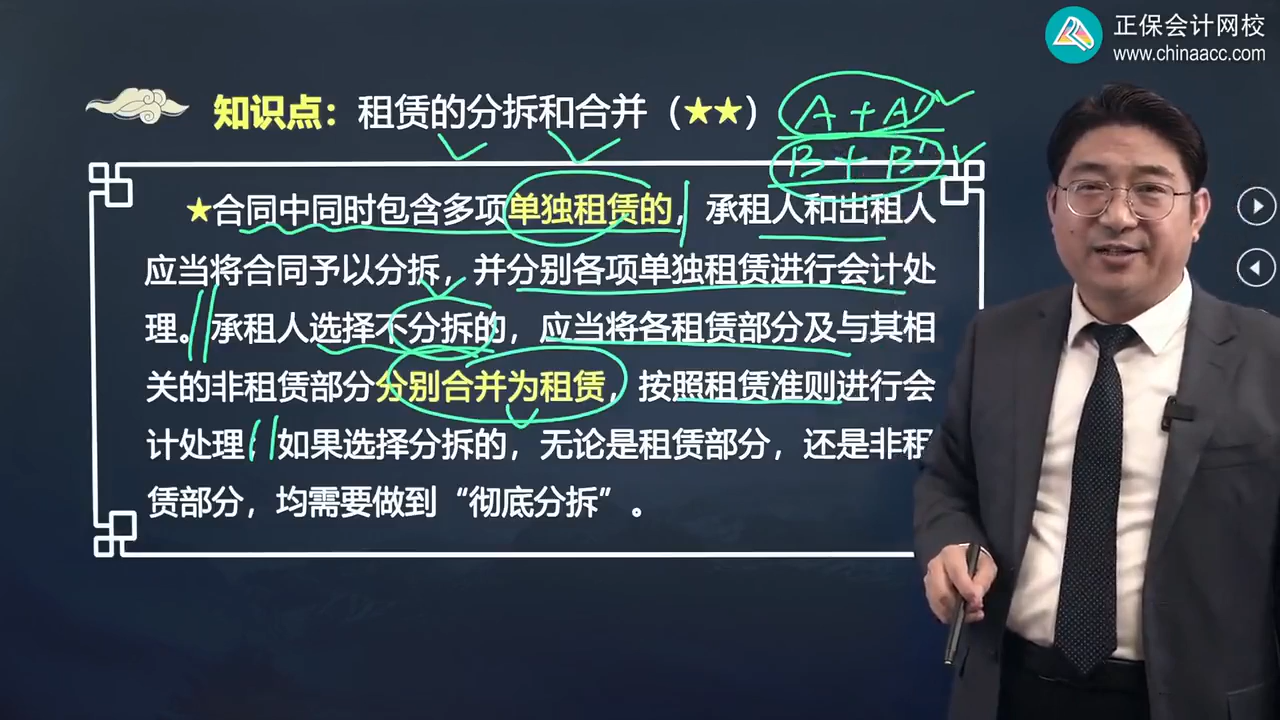 正保会计网校
www.chinaacc.com
知识点：租赁的分拆和合并（★★）
A + A'
B + B'
★合同中同时包含多项单独租赁的，承租人和出租人
应当将合同予以分拆，并分别各项单独租赁进行会计处
理。承租人选择不分拆的，应当将各租赁部分及与其相
关的非租赁部分分别合并为租赁，按照租赁准则进行会
计处理；如果选择分拆的，无论是租赁部分，还是非租
赁部分，均需要做到“彻底分拆”。